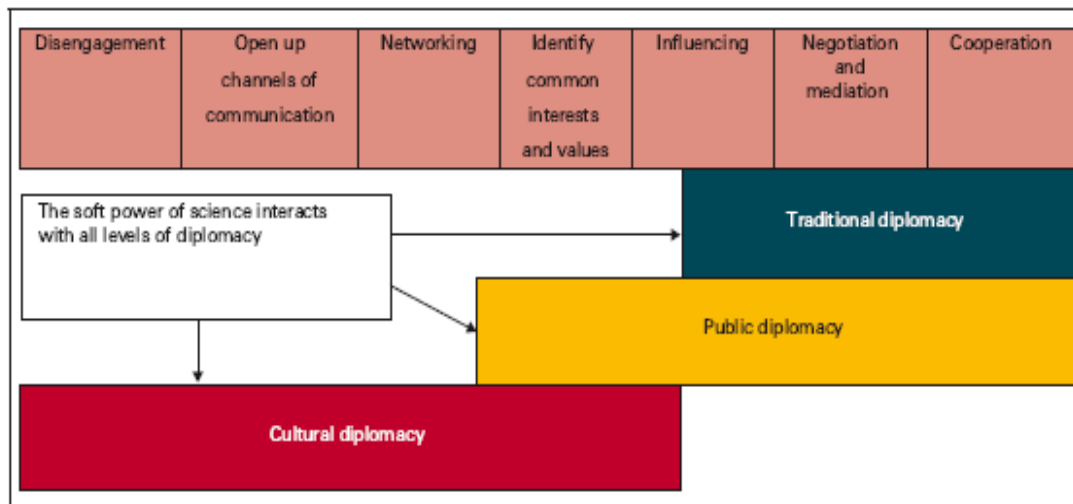 Disengagement
Open up
channels of
communication
Networking
Identify
common
interests
and values
Influencing
Negotiation
and
mediation
Cooperation
The soft power of science interacts
with all levels of diplomacy
Traditional diplomacy
Public diplomacy
Cultural diplomacy